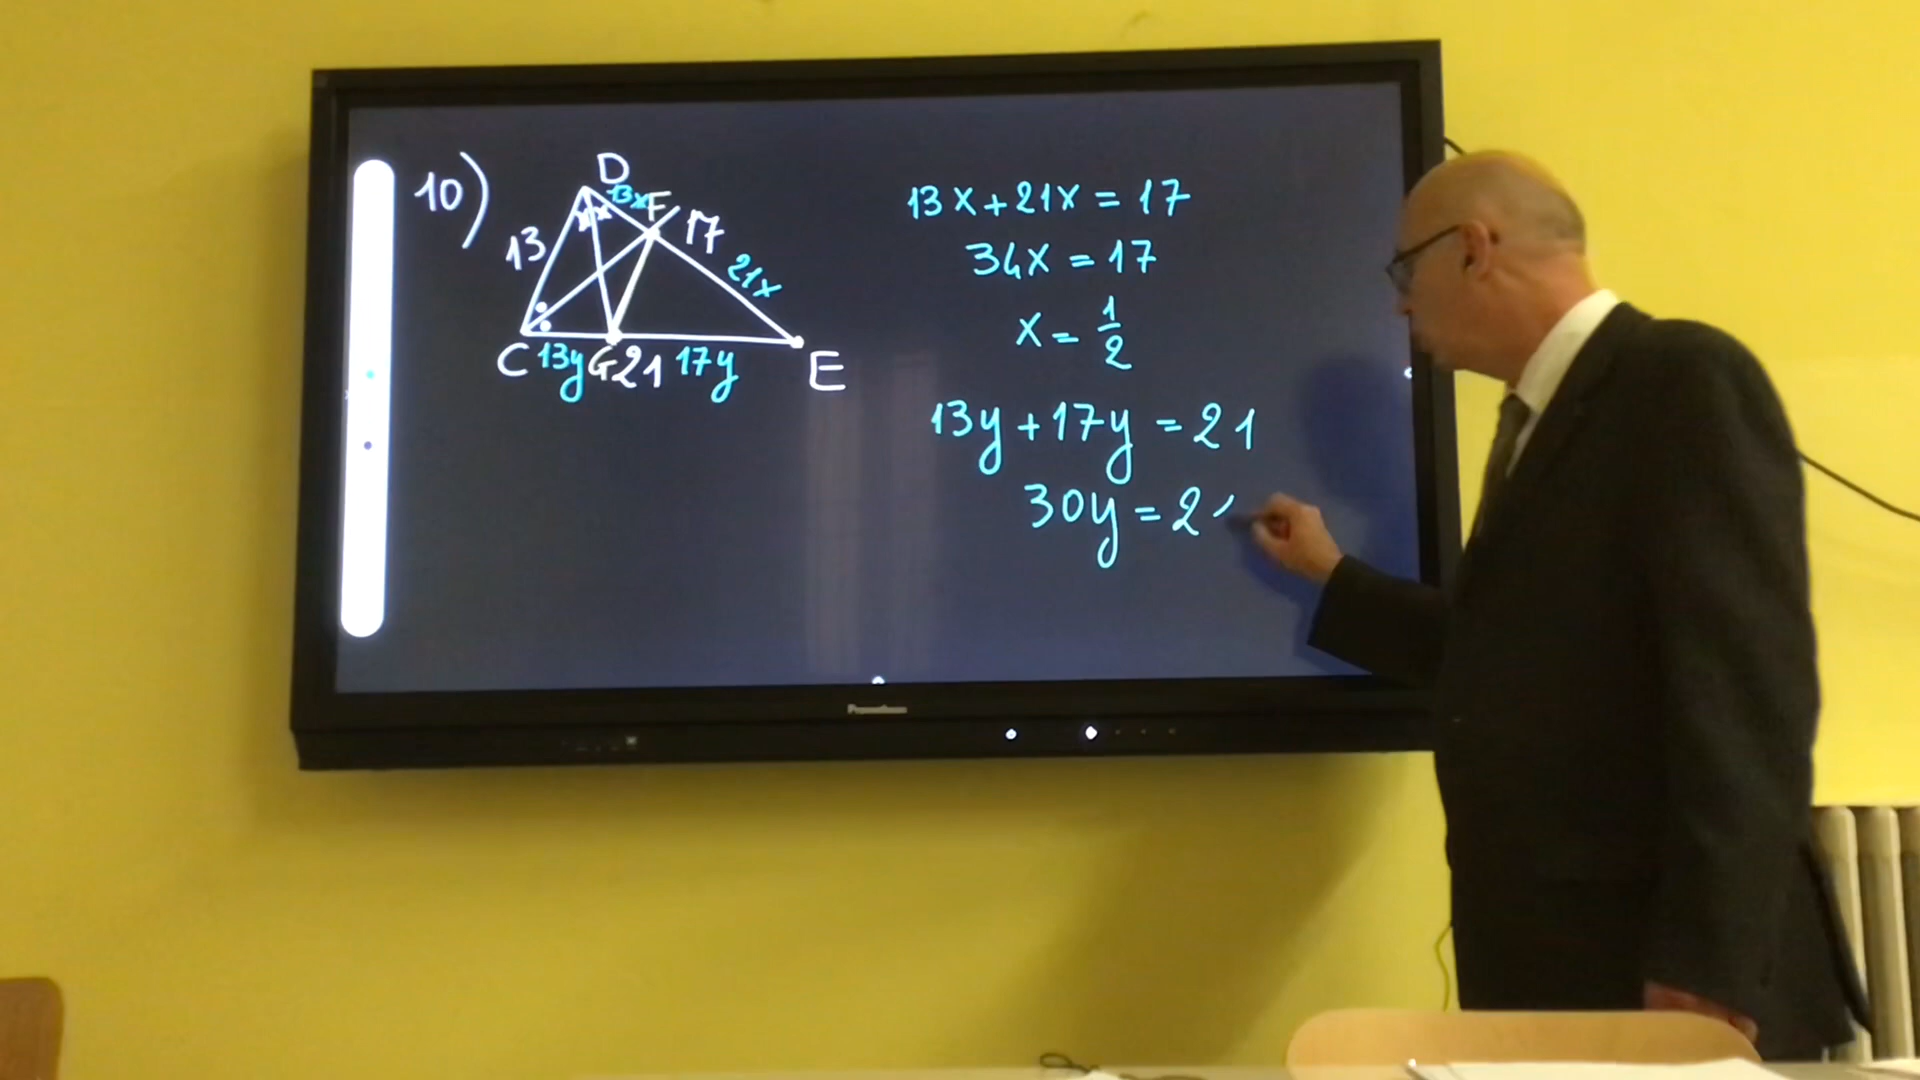 10)
D
13x F
13
17
21x
C 13y G 21 17y E
13x+21x=17
34x=17
x=1/2
13y+17y=21
30y=2
Promethean